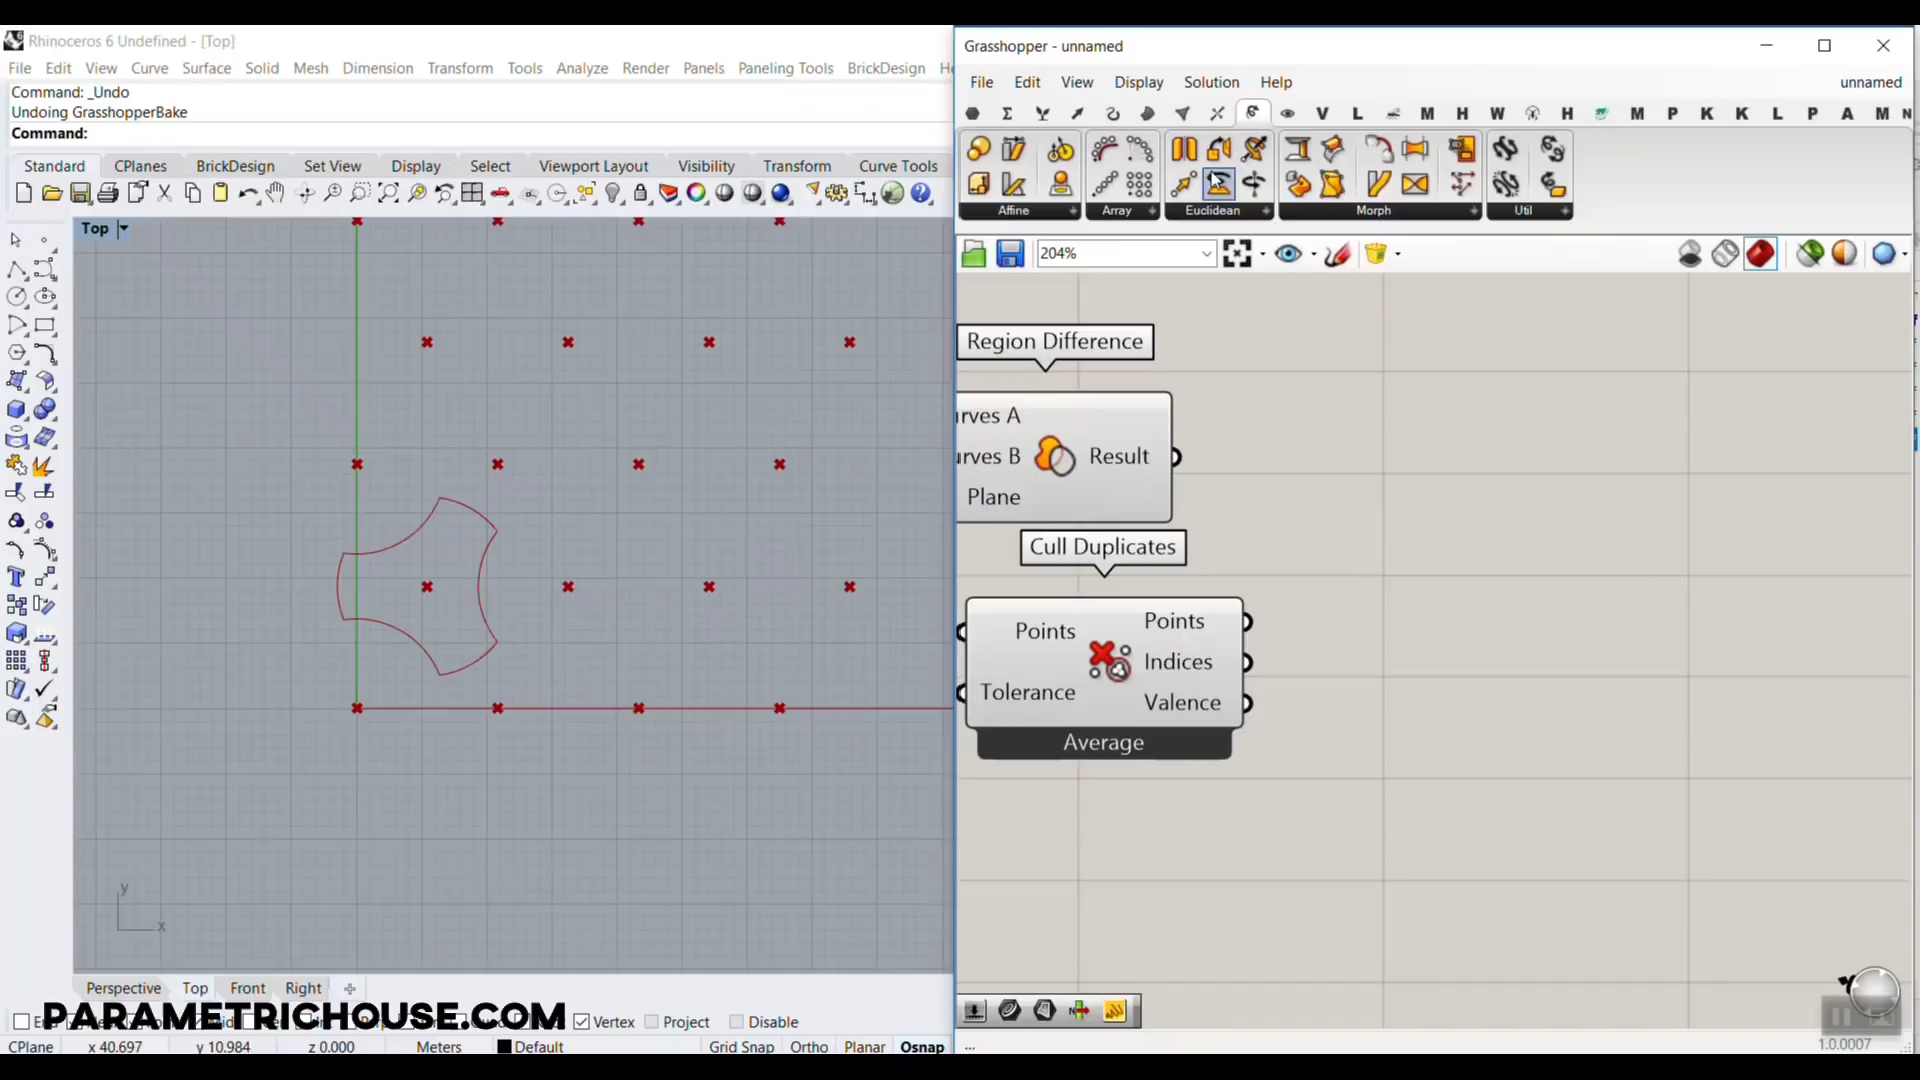 Rhinoceros 6 Undefined - [Top]
File Edit View Curve Surface Solid Mesh Dimension Transform Tools Analyze Render Panels Paneling Tools BrickDesign
Command: _Undo
Undoing GrasshopperBake
Command:
Standard CPlanes BrickDesign Set View Display Select Viewport Layout Visibility Transform Curve Tools
Top
y
x
Perspective Top Front Right
PARAMETRICHOUSE.COM
Vertex Project Disable
CPlane x 40.697 y 10.984 z 0.000 Meters Default Grid Snap Ortho Planar Osnap
Grasshopper - unnamed
File Edit View Display Solution Help unnamed
V L M H W H M P K K L P A M N
Affine Array Euclidean Morph Util
204%
Region Difference
urves A
urves B Result
Plane
Cull Duplicates
Points Points
Indices
Tolerance Valence
Average
...
1.0.0007